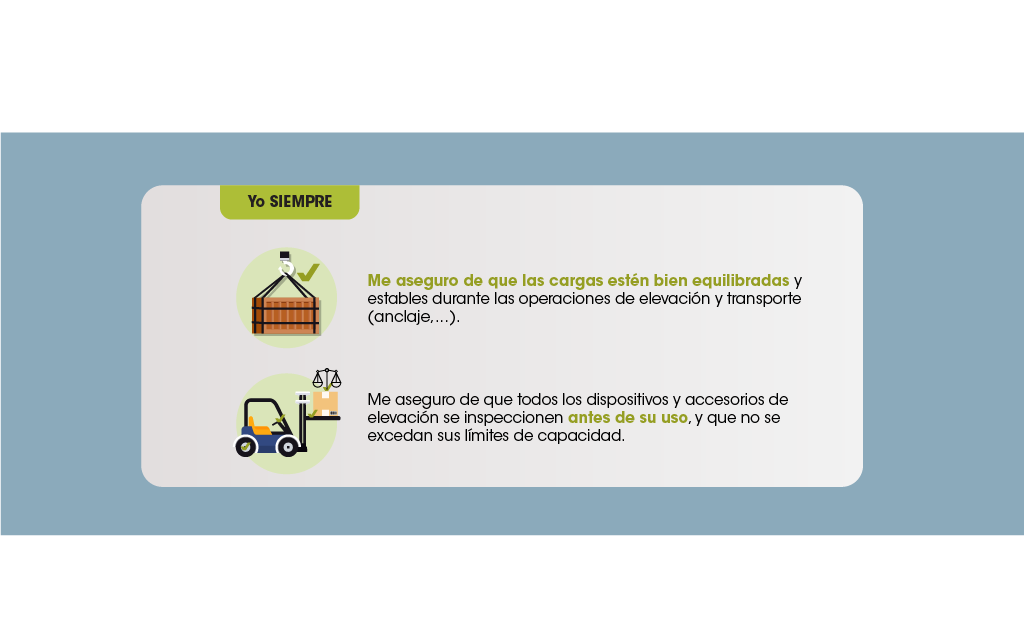 Yo SIEMPRE
Me aseguro de que las cargas estén bien equilibradas y
estables durante las operaciones de elevación y transporte
(anclaje,...).
Me aseguro de que todos los dispositivos y accesorios de
elevación se inspeccionen antes de su uso, y que no se
excedan sus límites de capacidad.